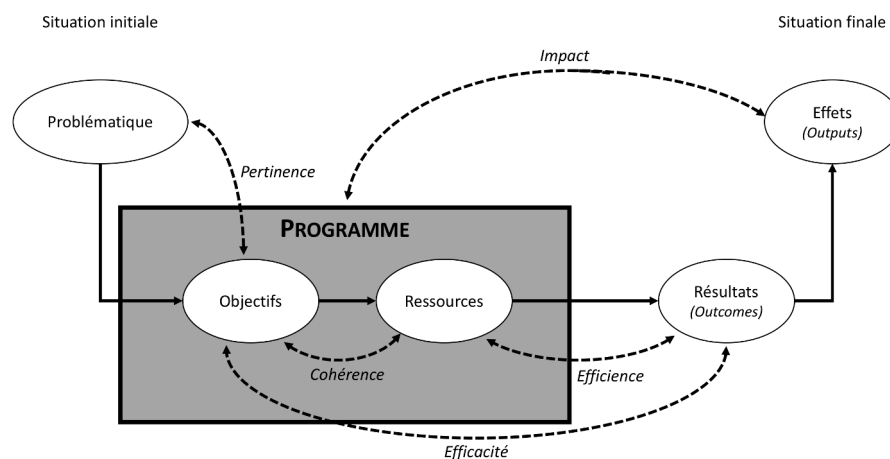 Situation initiale
Situation finale
Impact
Problématique
Effets
(Outputs)
Pertinence
PROGRAMME
Objectifs
Ressources
Résultats
(Outcomes)
Cohérence
Efficience
Efficacité